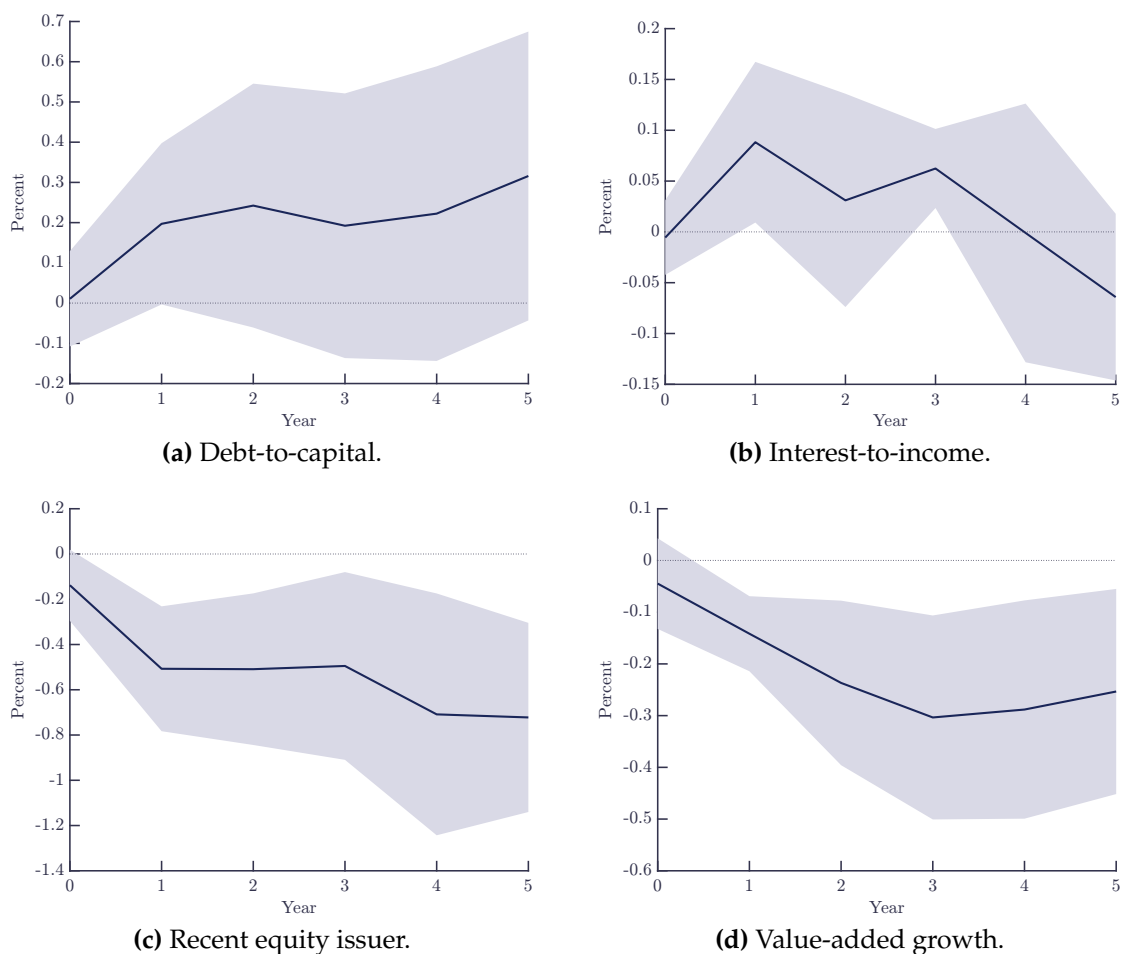 0.7
0.6
0.5
0.4
0.3
0.2
0.1
0
-0.1
-0.2
Percent
0 1 2 3 4 5
Year
(a) Debt-to-capital.
0.2
0.15
0.1
0.05
0
-0.05
-0.1
-0.15
Percent
0 1 2 3 4 5
Year
(b) Interest-to-income.
0.2
0
-0.2
-0.4
-0.6
-0.8
-1
-1.2
-1.4
Percent
0 1 2 3 4 5
Year
(c) Recent equity issuer.
0.1
0
-0.1
-0.2
-0.3
-0.4
-0.5
-0.6
Percent
0 1 2 3 4 5
Year
(d) Value-added growth.